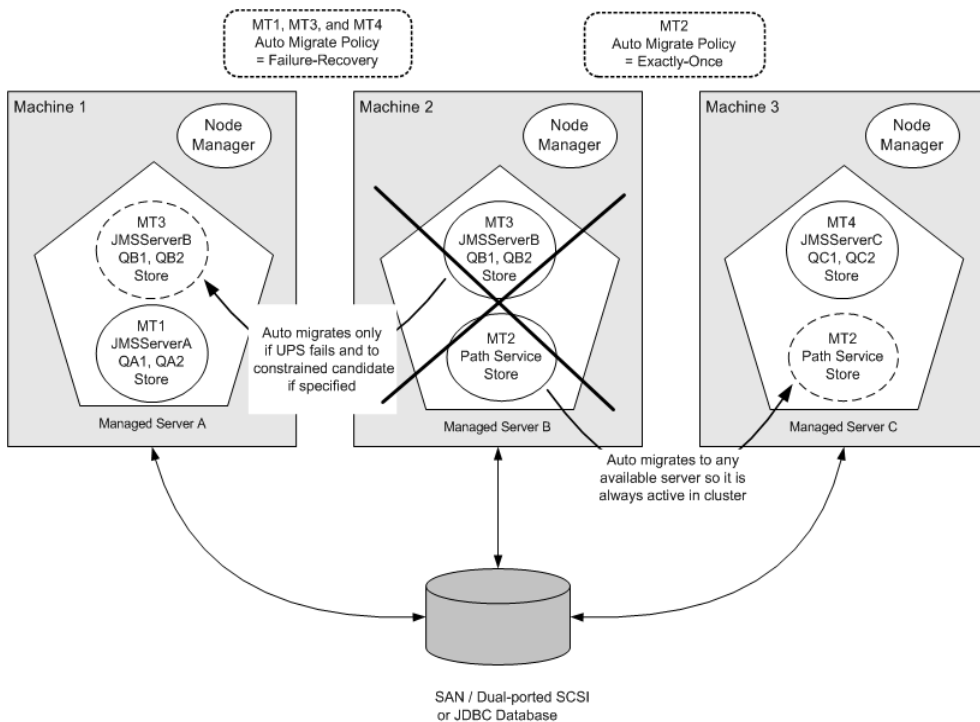 MT1, MT3, and MT4
Auto Migrate Policy
= Failure-Recovery
MT2
Auto Migrate Policy
= Exactly-Once
Machine 1
Node
Manager
MT3
JMSServerB
QB1, QB2
Store
MT1
JMSServerA
QA1, QA2
Store
Managed Server A
Auto migrates only
if UPS fails and to
constrained candidate
if specified
Machine 2
Node
Manager
MT3
JMSServerB
QB1, QB2
Store
MT2
Path Service
Store
Managed Server B
Auto migrates to any
available server so it is
always active in cluster
Machine 3
Node
Manager
MT4
JMSServerC
QC1, QC2
Store
MT2
Path Service
Store
Managed Server C
SAN / Dual-ported SCSI
or JDBC Database